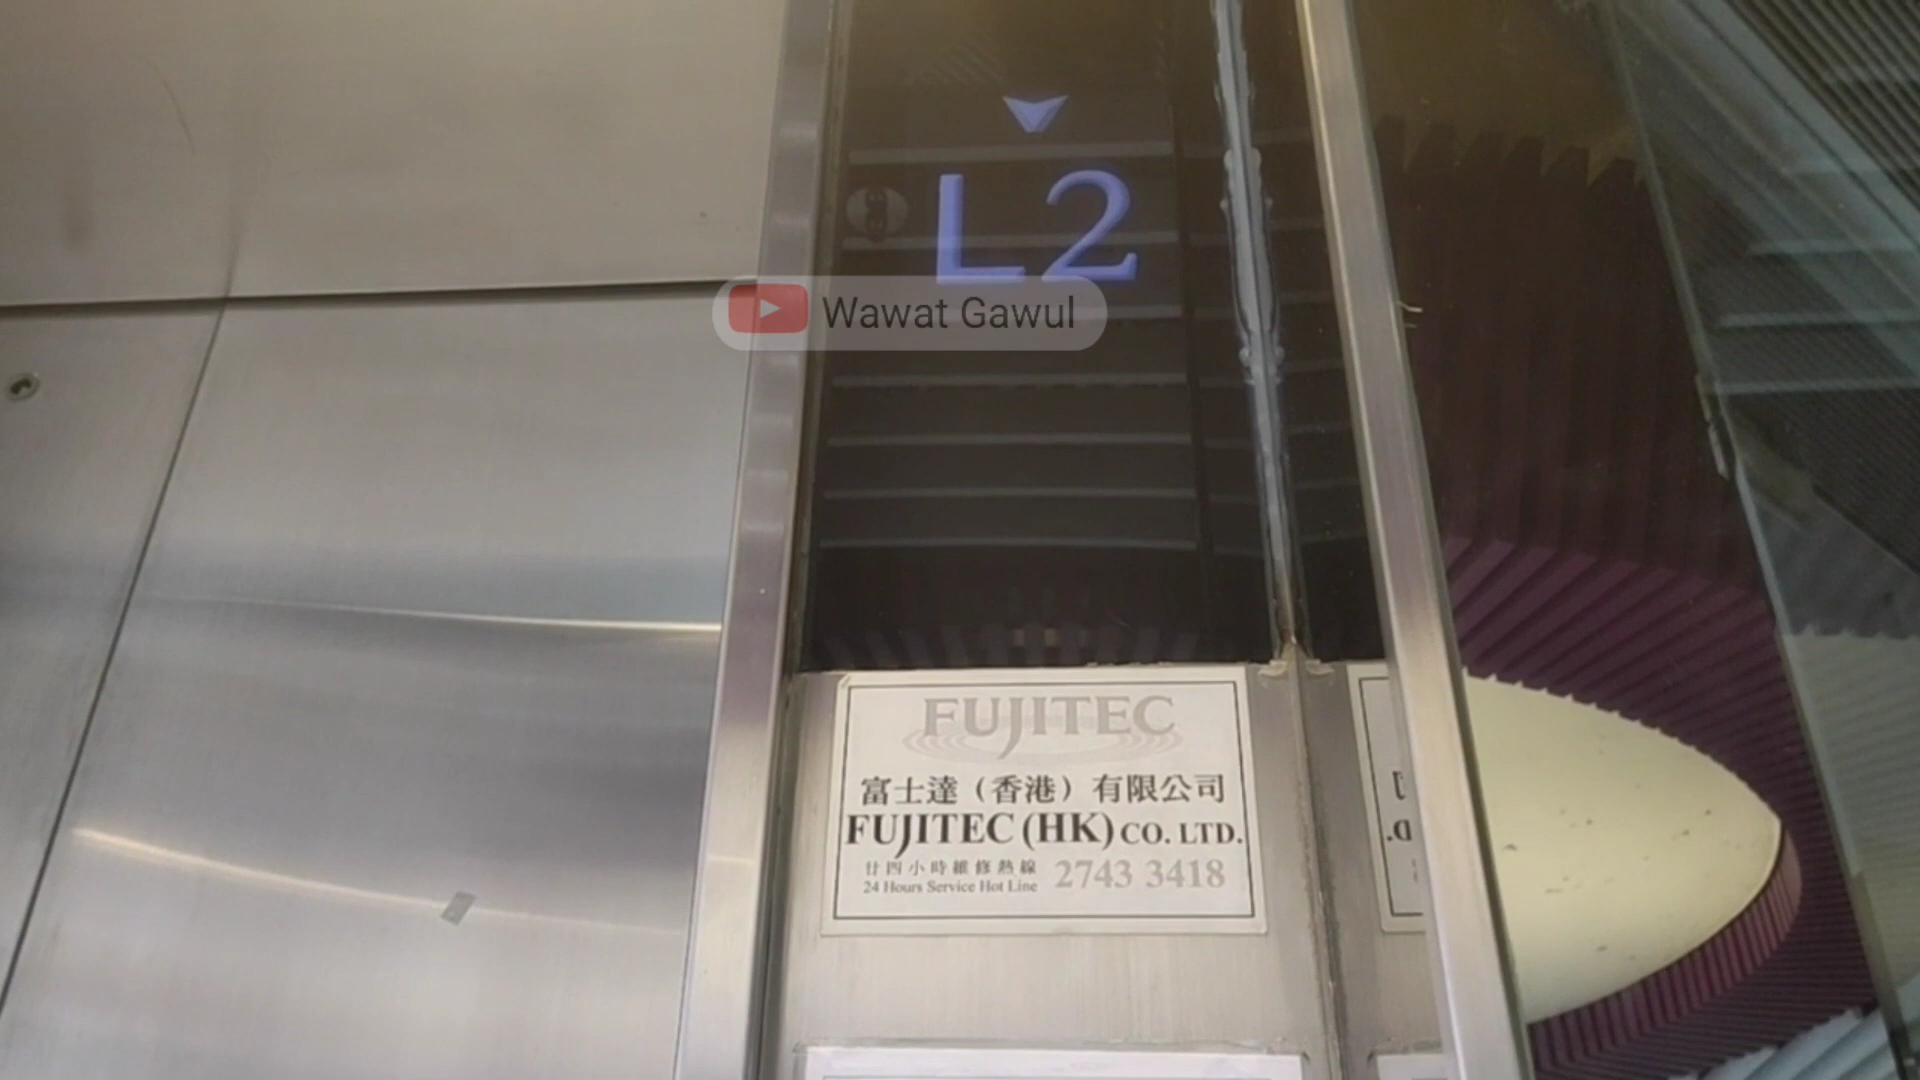 L2
Wawat Gawul
FUJITEC
富士達（香港）有限公司
FUJITEC (HK) CO. LTD.
廿四小時維修熱線
24 Hours Service Hot Line
2743 3418